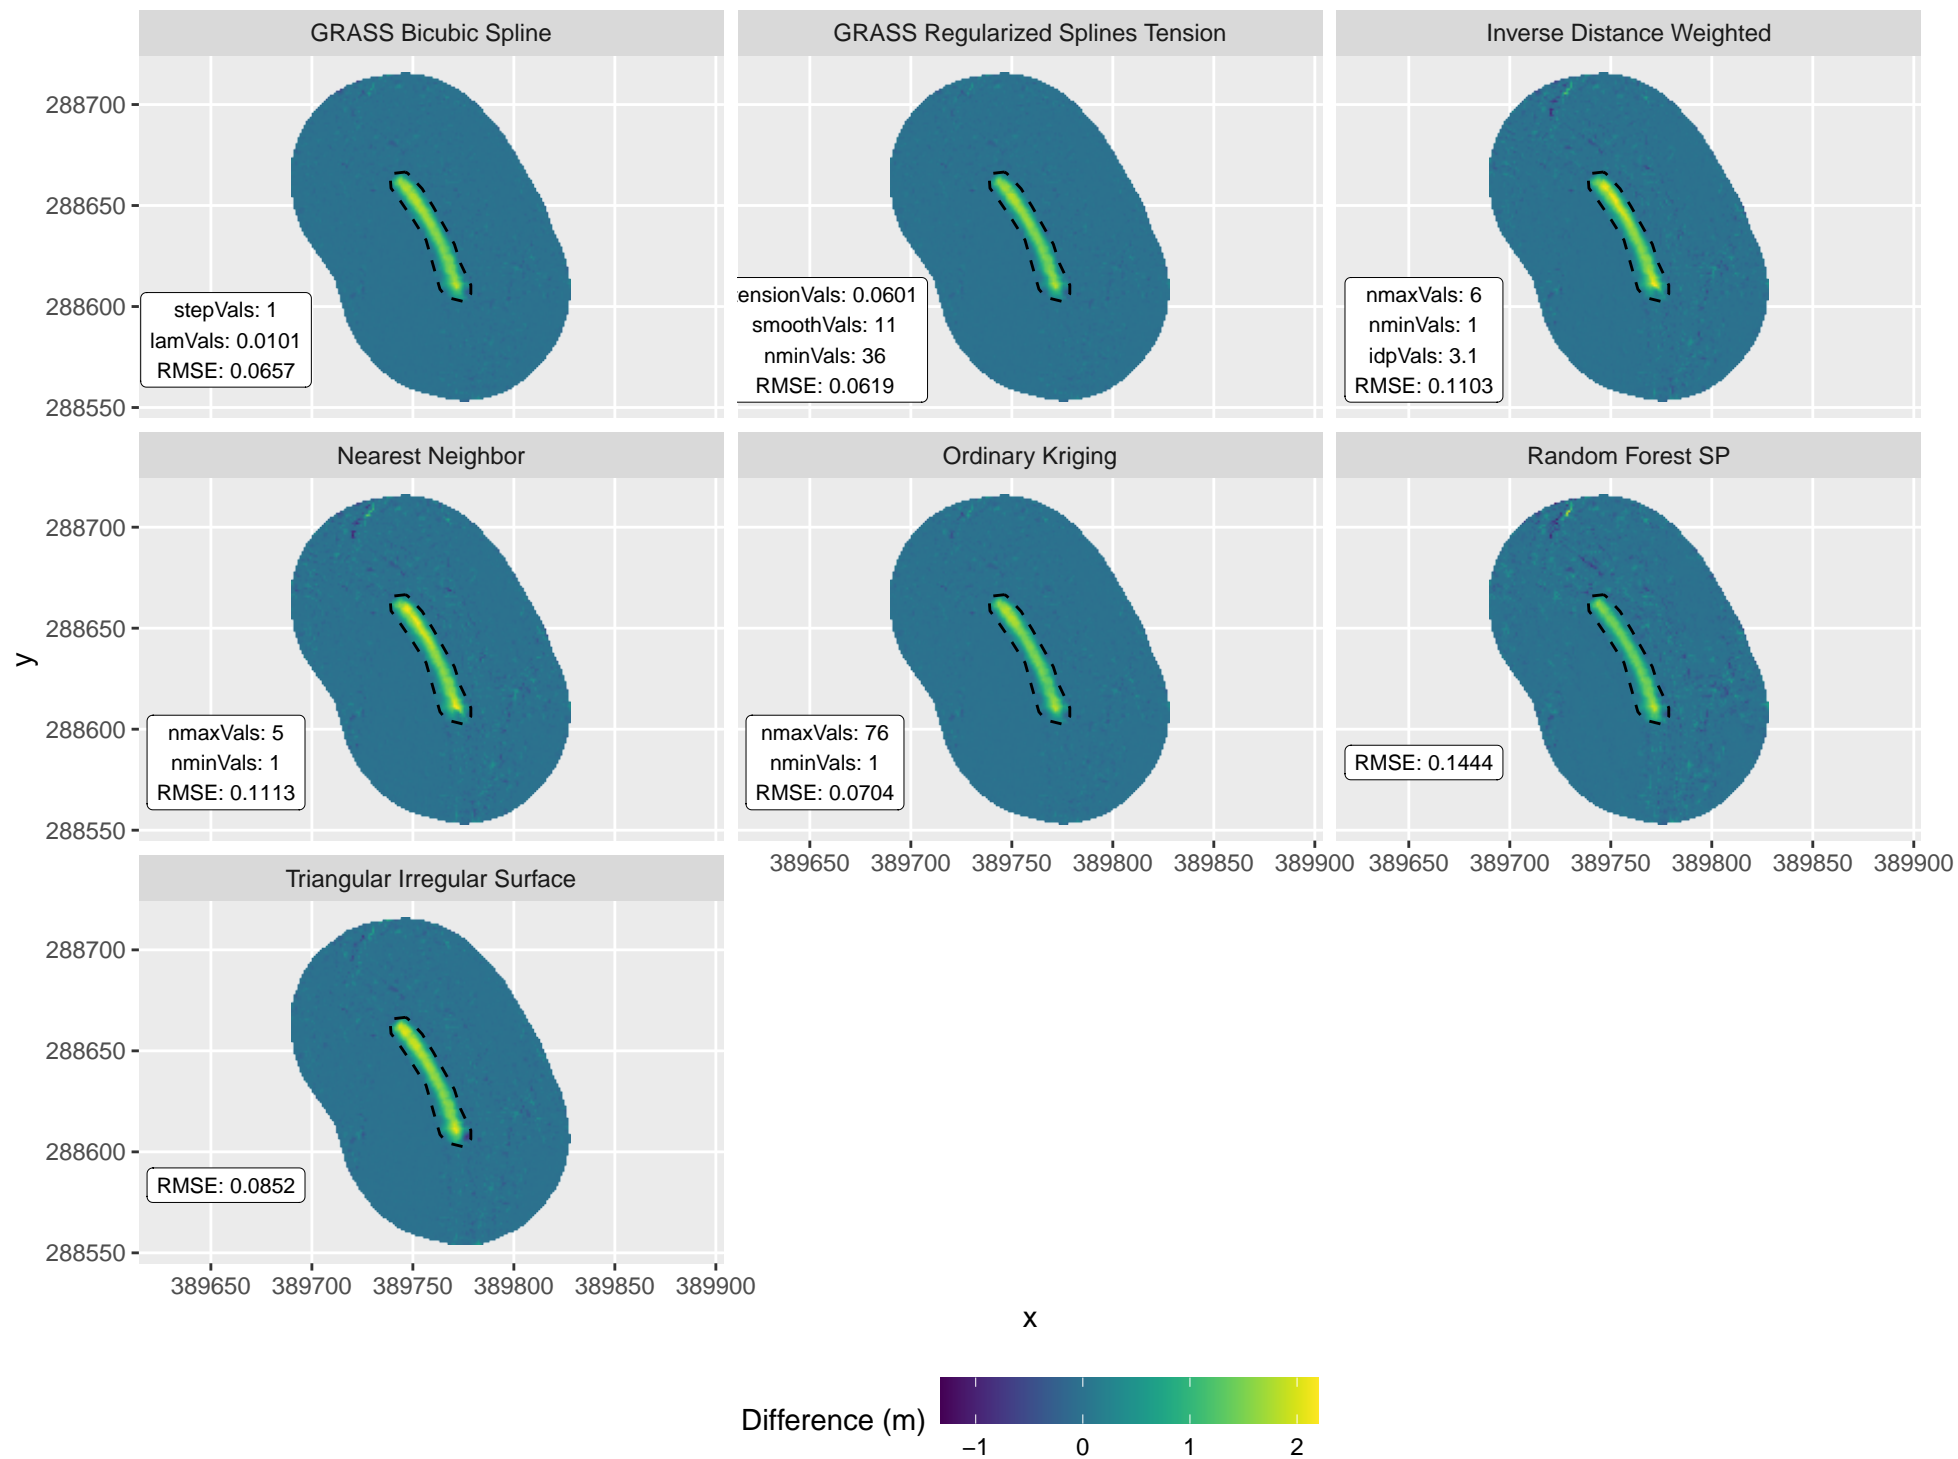 GRASS Bicubic Spline
GRASS Regularized Splines Tension
Inverse Distance Weighted
288700
288650
288600
288550
stepVals: 1
lamVals: 0.0101
RMSE: 0.0657
ensionVals: 0.0601
smoothVals: 11
nminVals: 36
RMSE: 0.0619
nmaxVals: 6
nminVals: 1
idpVals: 3.1
RMSE: 0.1103
Nearest Neighbor
Ordinary Kriging
Random Forest SP
288700
288650
288600
288550
nmaxVals: 5
nminVals: 1
RMSE: 0.1113
nmaxVals: 76
nminVals: 1
RMSE: 0.0704
RMSE: 0.1444
389650 389700 389750 389800 389850 389900
389650 389700 389750 389800 389850 389900
y
Triangular Irregular Surface
288700
288650
288600
288550
RMSE: 0.0852
389650 389700 389750 389800 389850 389900
x
Difference (m)
−1 0 1 2